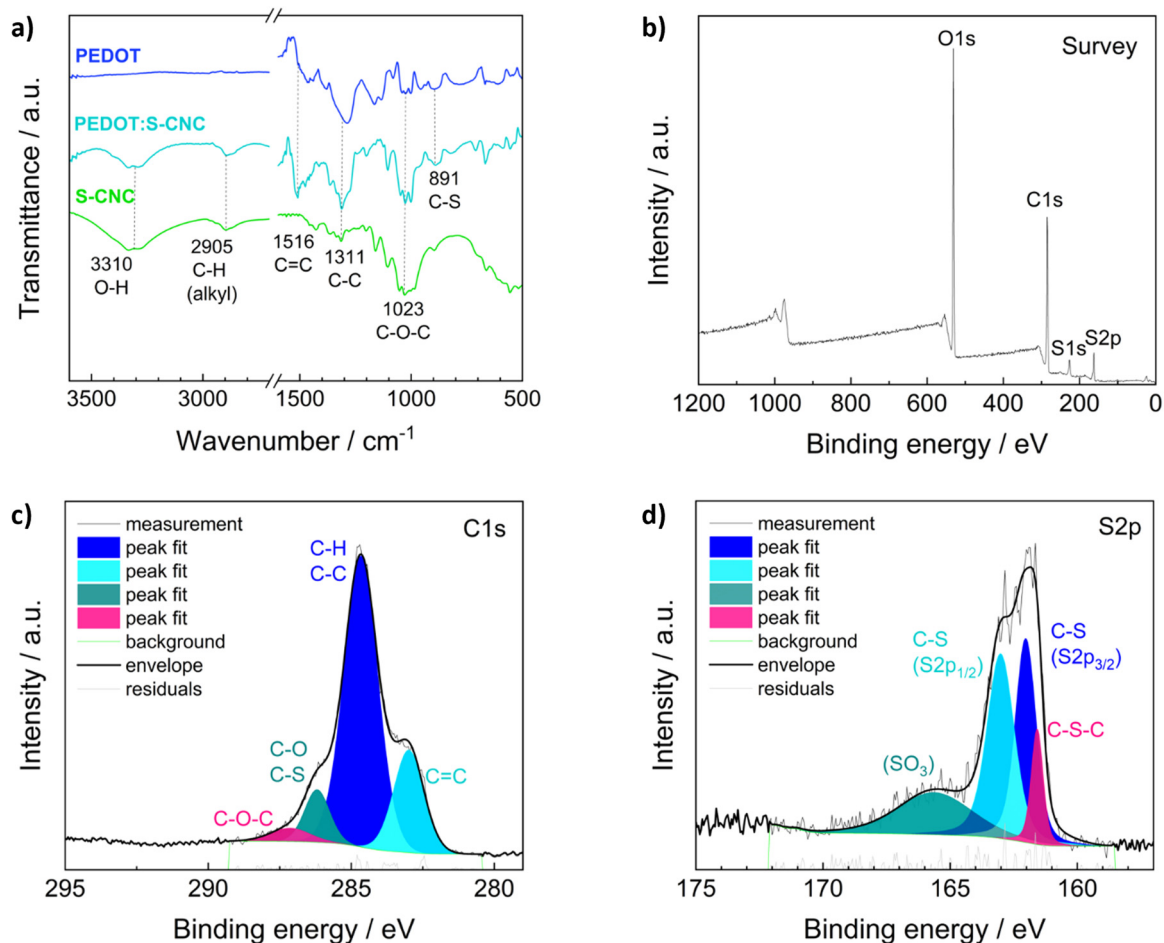 a)
PEDOT
PEDOT:S-CNC
S-CNC
3310
O-H
2905
C-H
(alkyl)
1516
C=C
1311
C-C
1023
C-O-C
891
C-S
Transmittance / a.u.
3500 3000 2500 1500 1000 500
Wavenumber / cm⁻¹
b)
Survey
O1s
C1s
S1s
S2p
Intensity / a.u.
1200 1000 800 600 400 200 0
Binding energy / eV
c)
C1s
measurement
peak fit
peak fit
peak fit
peak fit
background
envelope
residuals
C-H
C-C
C-O
C-S
C-O-C
C=C
Intensity / a.u.
295 290 285 280
Binding energy / eV
d)
S2p
measurement
peak fit
peak fit
peak fit
peak fit
background
envelope
residuals
C-S
(S2p₁/₂)
C-S
(S2p₃/₂)
C-S-C
(SO₃)
Intensity / a.u.
175 170 165 160
Binding energy / eV